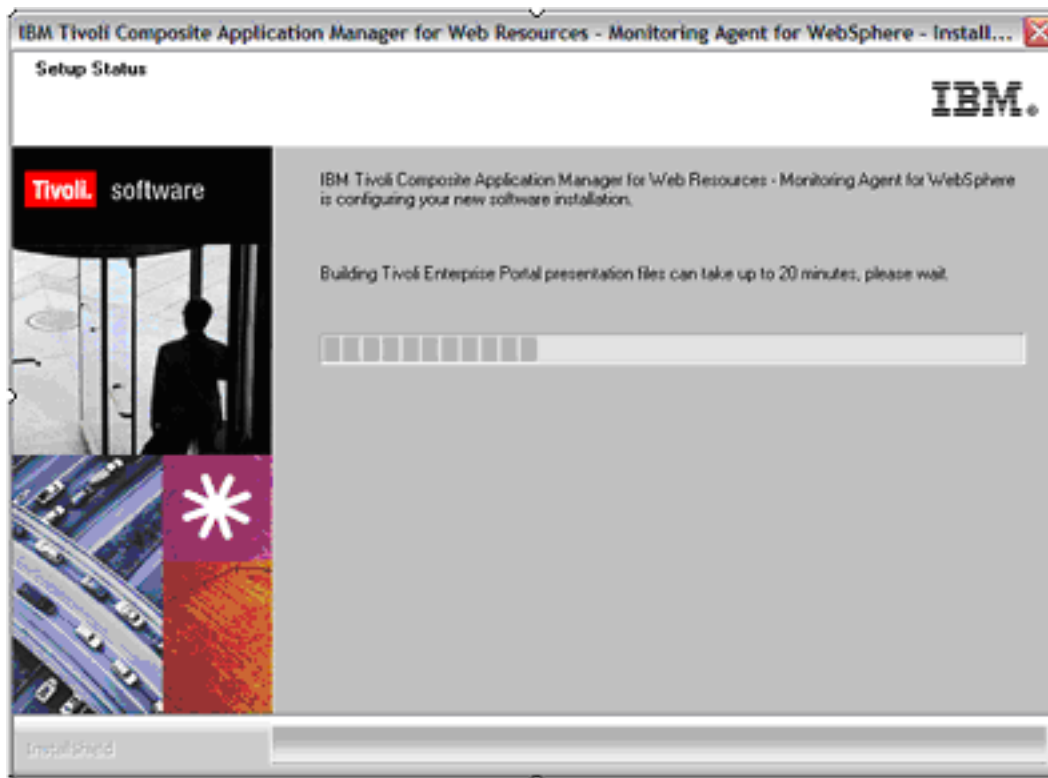 IBM Tivoli Composite Application Manager for Web Resources - Monitoring Agent for WebSphere - Install...
Setup Status
IBM.
Tivoli. software
IBM Tivoli Composite Application Manager for Web Resources - Monitoring Agent for WebSphere
is configuring your new software installation.
Building Tivoli Enterprise Portal presentation files can take up to 20 minutes, please wait.
InstallShield